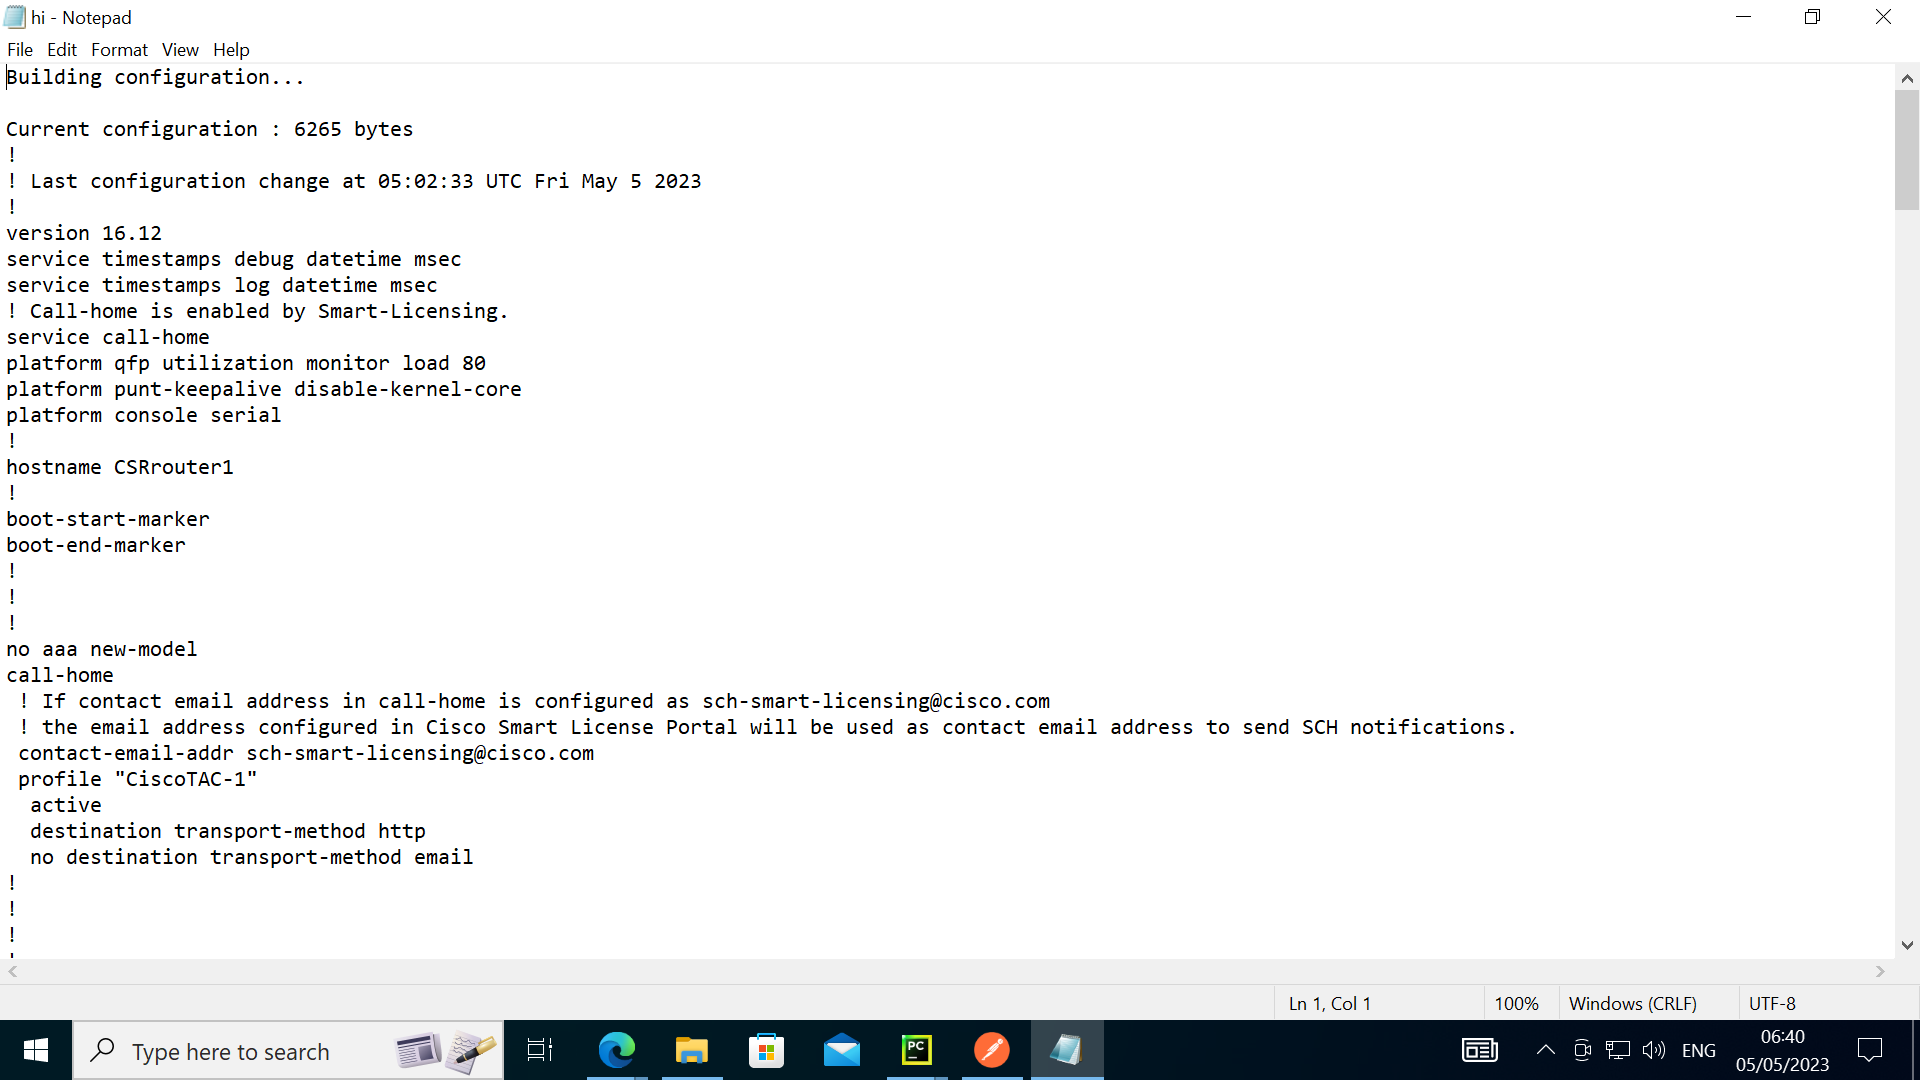 hi - Notepad
File Edit Format View Help
Building configuration...
Current configuration : 6265 bytes
!
! Last configuration change at 05:02:33 UTC Fri May 5 2023
!
version 16.12
service timestamps debug datetime msec
service timestamps log datetime msec
! Call-home is enabled by Smart-Licensing.
service call-home
platform qfp utilization monitor load 80
platform punt-keepalive disable-kernel-core
platform console serial
!
hostname CSRrouter1
!
boot-start-marker
boot-end-marker
!
!
!
no aaa new-model
call-home
 ! If contact email address in call-home is configured as sch-smart-licensing@cisco.com
 ! the email address configured in Cisco Smart License Portal will be used as contact email address to send SCH notifications.
 contact-email-addr sch-smart-licensing@cisco.com
 profile "CiscoTAC-1"
  active
  destination transport-method http
  no destination transport-method email
!
!
!
Ln 1, Col 1 100% Windows (CRLF) UTF-8
Type here to search
PC
ENG
06:40
05/05/2023